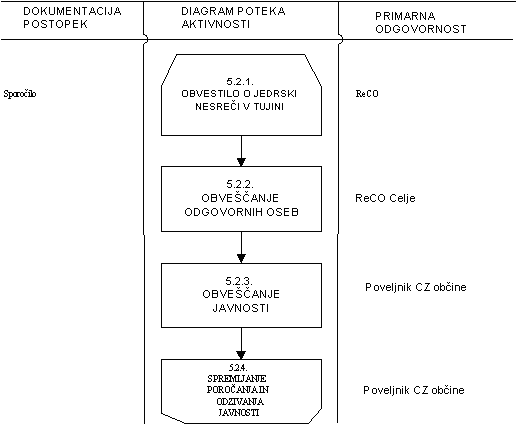 DOKUMENTACIJA
POSTOPEK
DIAGRAM POTEKA
AKTIVNOSTI
PRIMARNA
ODGOVORNOST
Sporočilo
5.2.1.
OBVESTILO O JEDRSKI
NESREČI V TUJINI
ReCO
5.2.2.
OBVEŠČANJE
ODGOVORNIH OSEB
ReCO Celje
5.2.3.
OBVEŠČANJE
JAVNOSTI
Poveljnik CZ občine
5.2.4.
SPREMLJANJE
POROČANJA IN
ODZIVANJA
JAVNOSTI
Poveljnik CZ občine